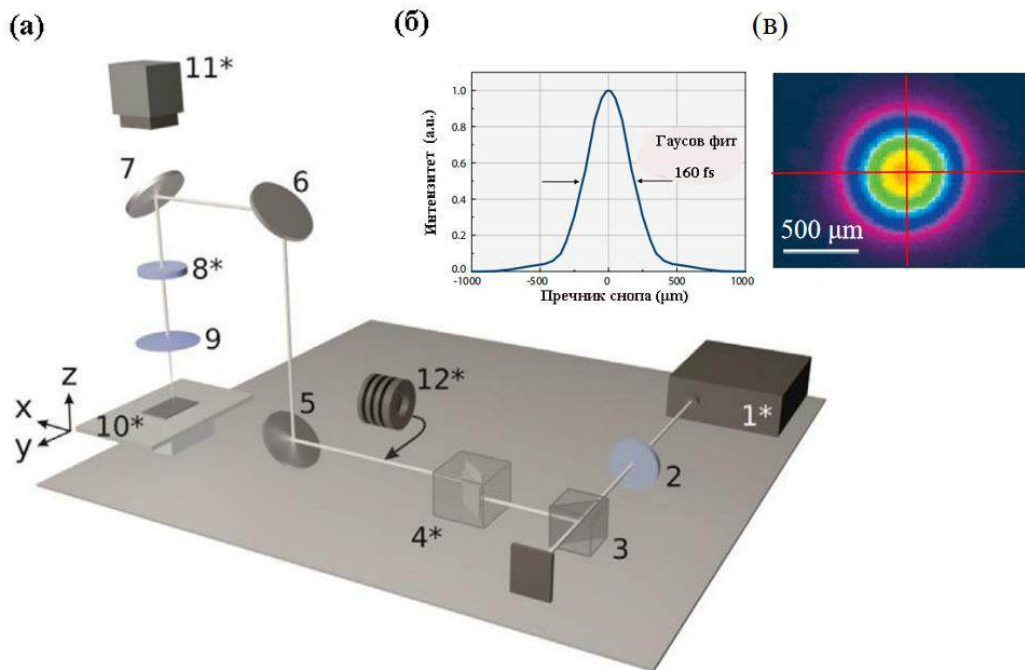 (а)
(б)
(в)
11*
7
6
8*
9
z
x
y
10*
5
12*
4*
3
2
1*
Интензитет (a.u.)
1.0
0.8
0.6
0.4
0.2
0.0
Гаусов фит
160 fs
-1000
-500
0
500
1000
Пречник снопа (µm)
500 µm